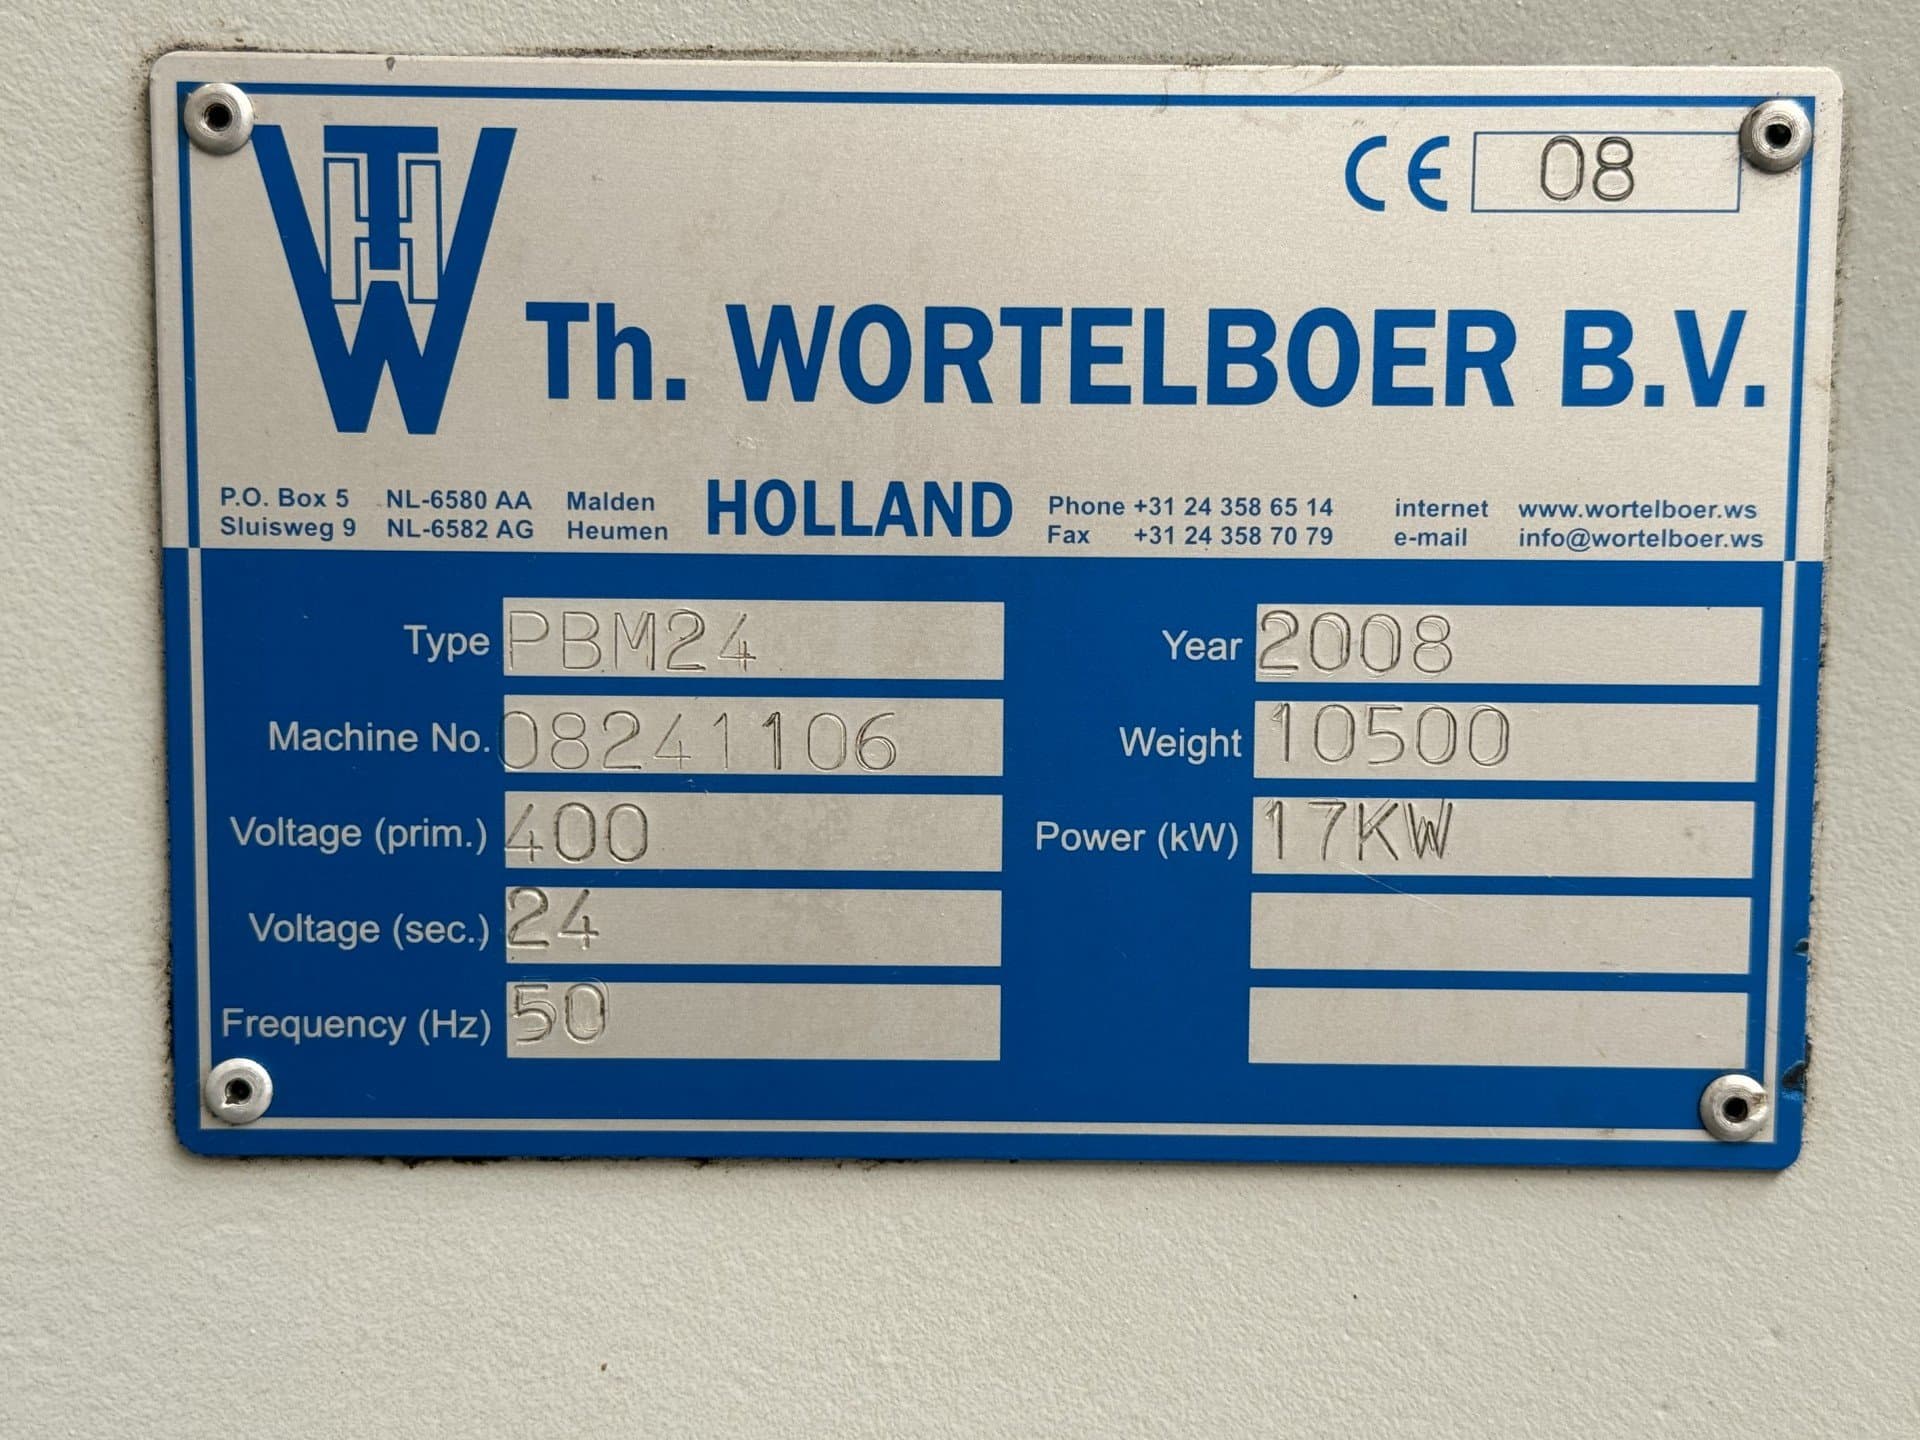 THW
CE 08
Th. WORTELBOER B.V.
P.O. Box 5 NL-6580 AA Malden
Sluisweg 9 NL-6582 AG Heumen
HOLLAND
Phone +31 24 358 65 14
Fax +31 24 358 70 79
internet www.wortelboer.ws
e-mail info@wortelboer.ws
Type PBM24
Machine No. 08241106
Voltage (prim.) 400
Voltage (sec.) 24
Frequency (Hz) 50
Year 2008
Weight 10500
Power (kW) 17KW